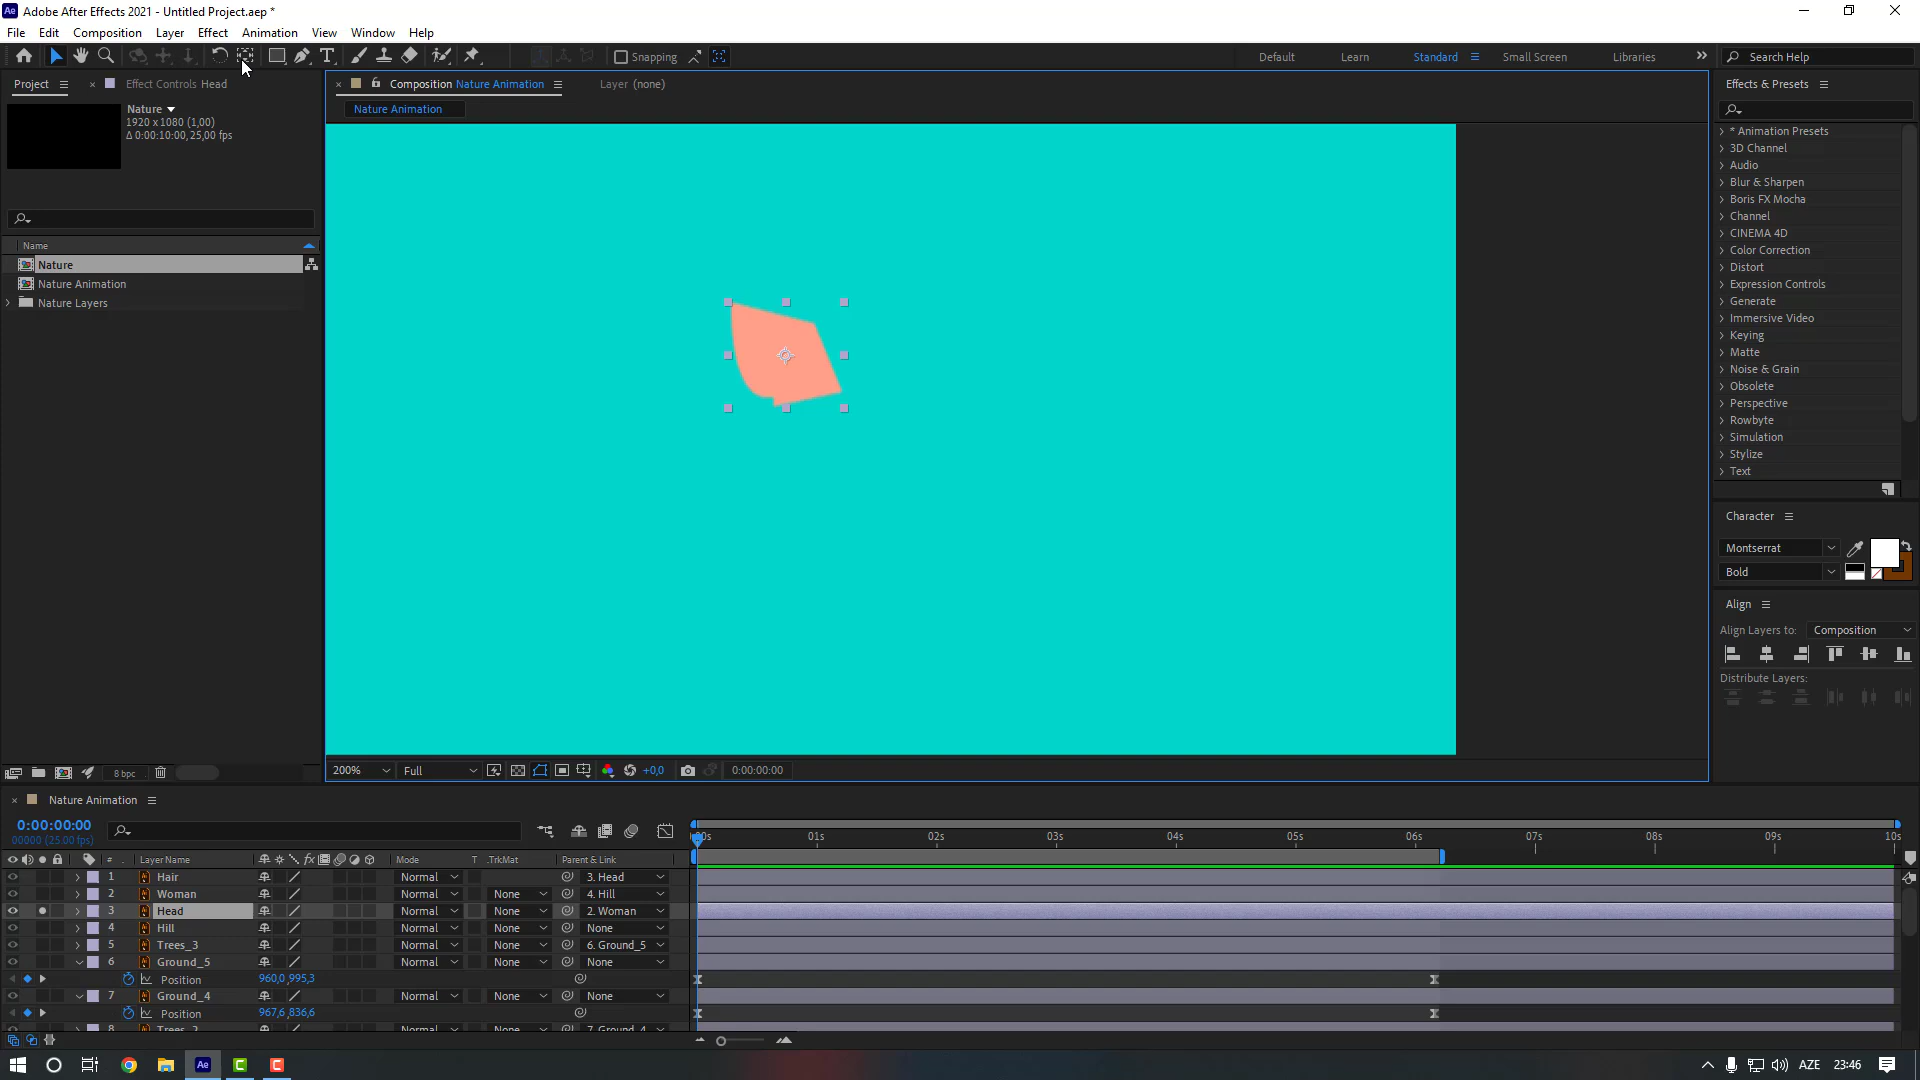 Ae Adobe After Effects 2021 - Untitled Project.aep *
File Edit Composition Layer Effect Animation View Window Help
Snapping Default Learn Standard Small Screen Libraries Search Help
Project Effect Controls Head
Composition Nature Animation Layer (none)
Effects & Presets
Nature
1920 x 1080 (1,00)
Δ 0:00:10:00, 25,00 fps
Nature Animation
Name
Nature
Nature Animation
Nature Layers
* Animation Presets
3D Channel
Audio
Blur & Sharpen
Boris FX Mocha
Channel
CINEMA 4D
Color Correction
Distort
Expression Controls
Generate
Immersive Video
Keying
Matte
Noise & Grain
Obsolete
Perspective
Rowbyte
Simulation
Stylize
Text
Character
Montserrat
Bold
Align
Align Layers to: Composition
Distribute Layers:
8 bpc
200% Full +0,0 0:00:00:00
Nature Animation
0:00:00:00
00000 (25.00 fps)
00s 01s 02s 03s 04s 05s 06s 07s 08s 09s 10s
# Layer Name fx Mode T .TrkMat Parent & Link
1 Hair Normal 3. Head
2 Woman Normal None 4. Hill
3 Head Normal None 2. Woman
4 Hill Normal None None
5 Trees_3 Normal None 6. Ground_5
6 Ground_5 Normal None None
Position 960,0,995,3
7 Ground_4 Normal None None
Position 967,6,836,6
8 Trees_2 Normal None 7. Ground_4
Ae AZE 23:46